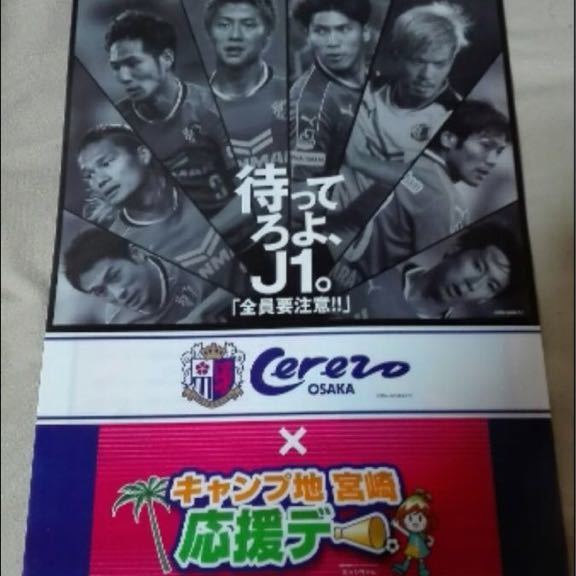 待って
ろよ、
J1。
「全員要注意!!」
Cerezo
OSAKA
×
キャンプ地 宮崎
応援デー